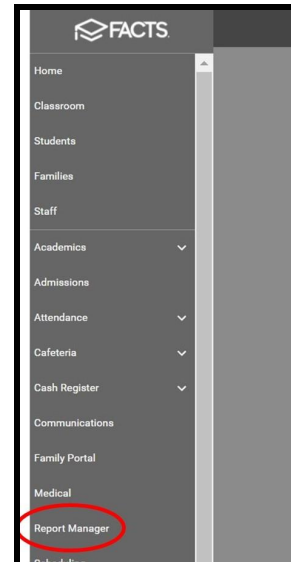 FACTS
Home
Classroom
Students
Families
Staff
Academics
Admissions
Attendance
Cafeteria
Cash Register
Communications
Family Portal
Medical
Report Manager